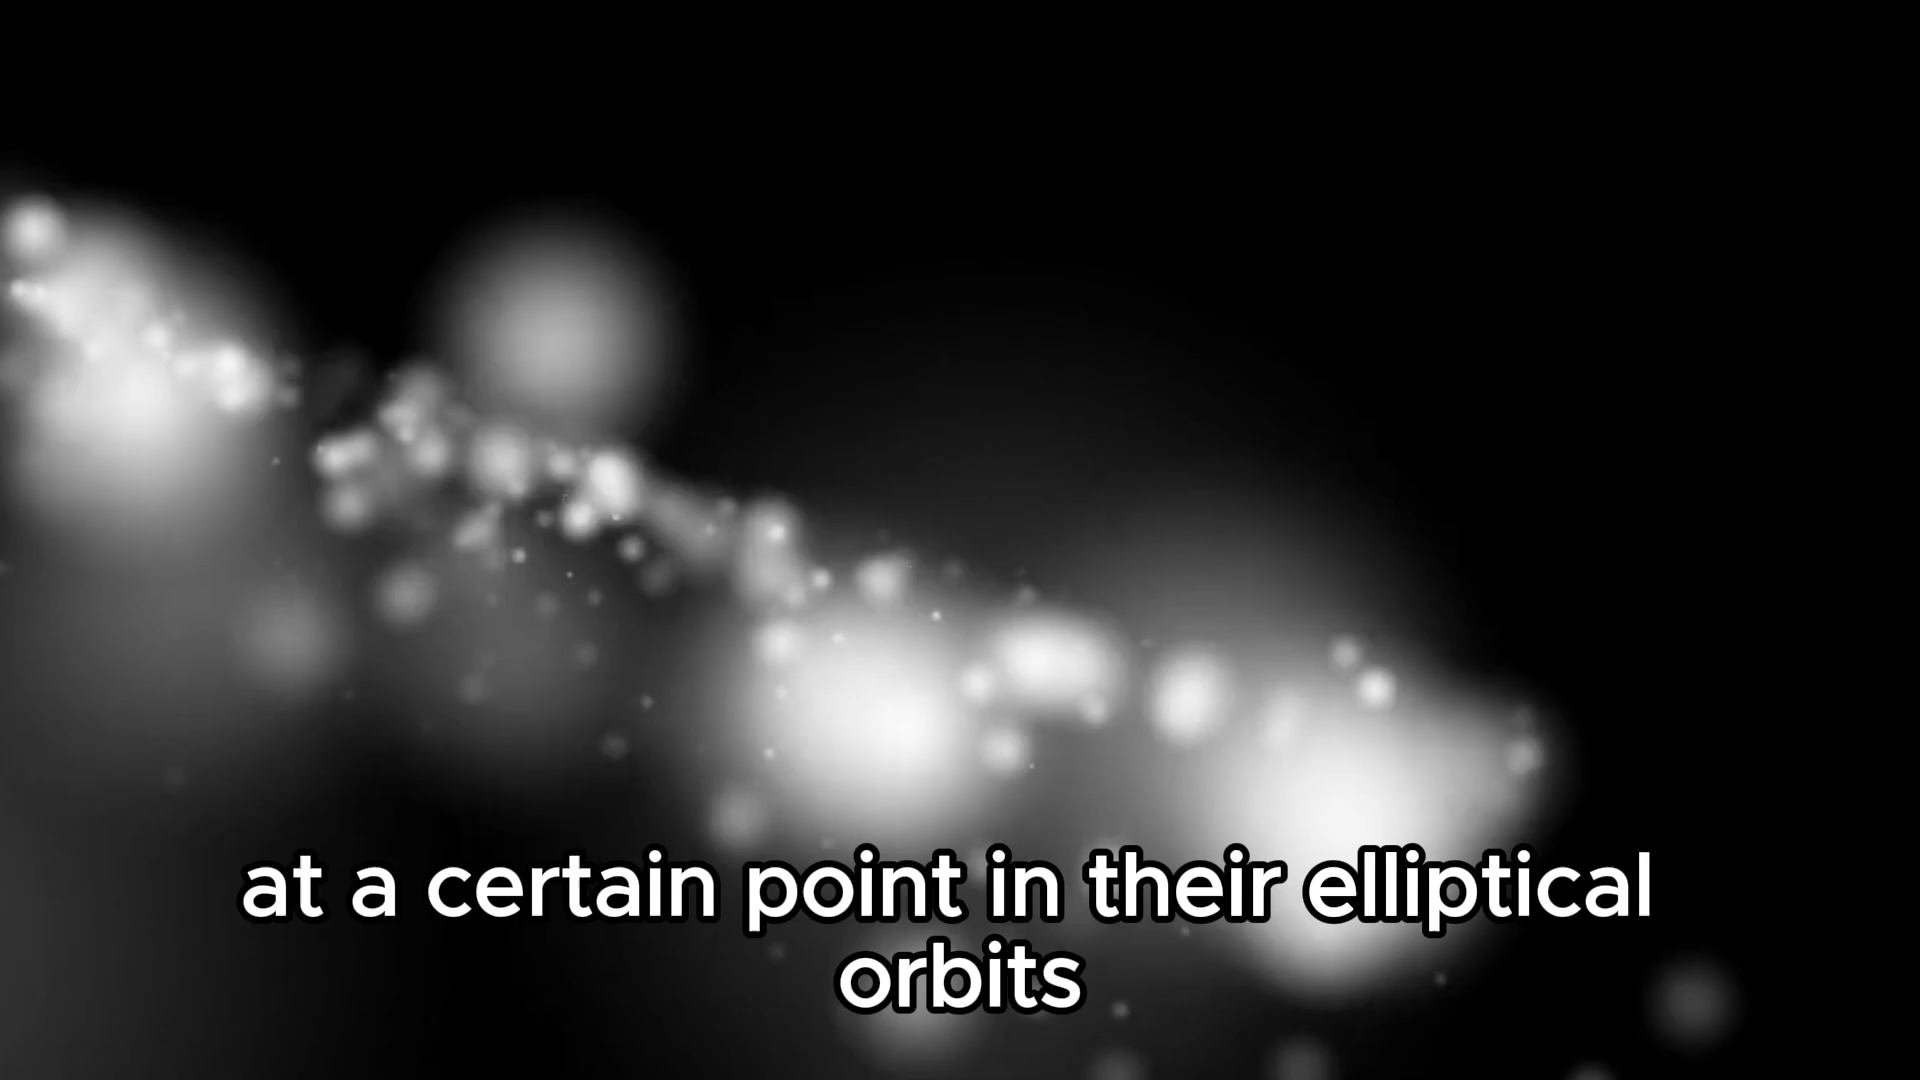 at a certain point in their elliptical
orbits